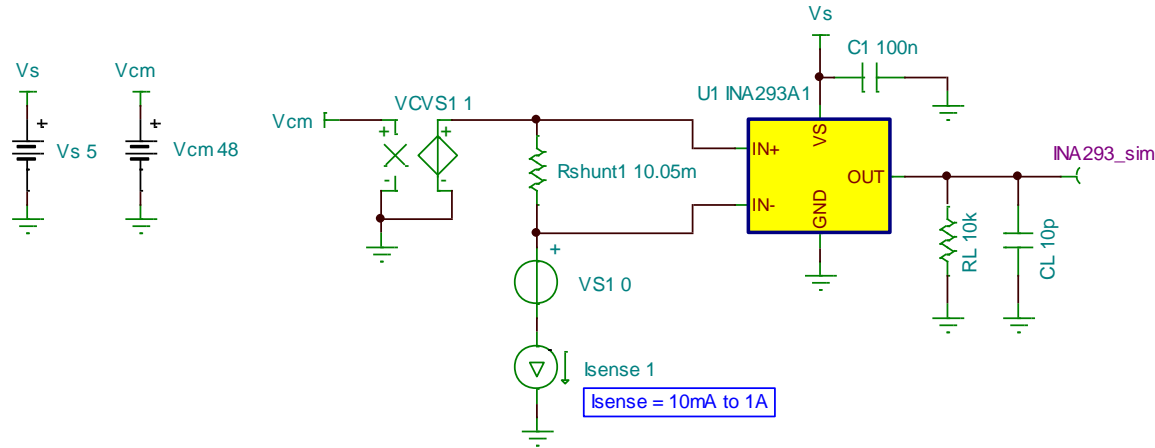 Vs
Vs 5
Vcm
Vcm 48
Vcm
VCVS1 1
+
-
+
-
Rshunt1 10.05m
+
VS1 0
Isense 1
Isense = 10mA to 1A
Vs
C1 100n
U1 INA293A1
IN+
IN-
VS
GND
OUT
INA293_sim
RL 10k
CL 10p
+
+